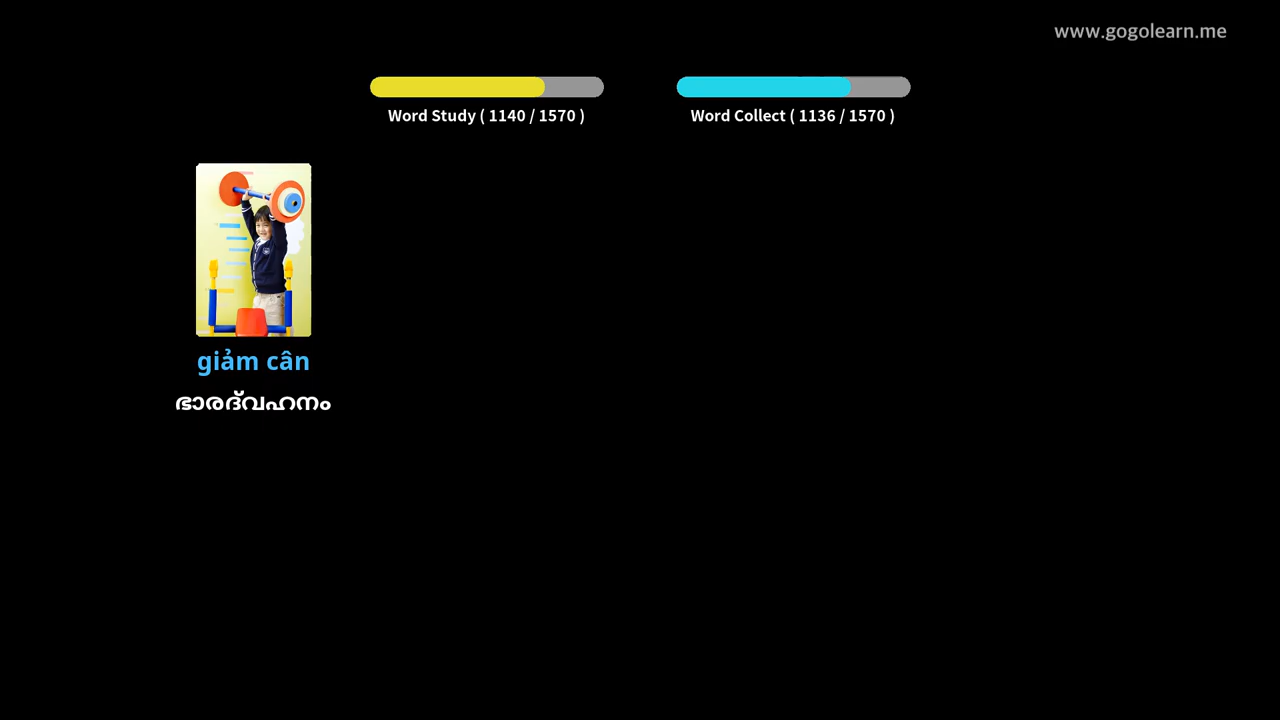 www.gogolearn.me
Word Study ( 1140 / 1570 )
Word Collect ( 1136 / 1570 )
giảm cân
ഭാരദ്വഹനം